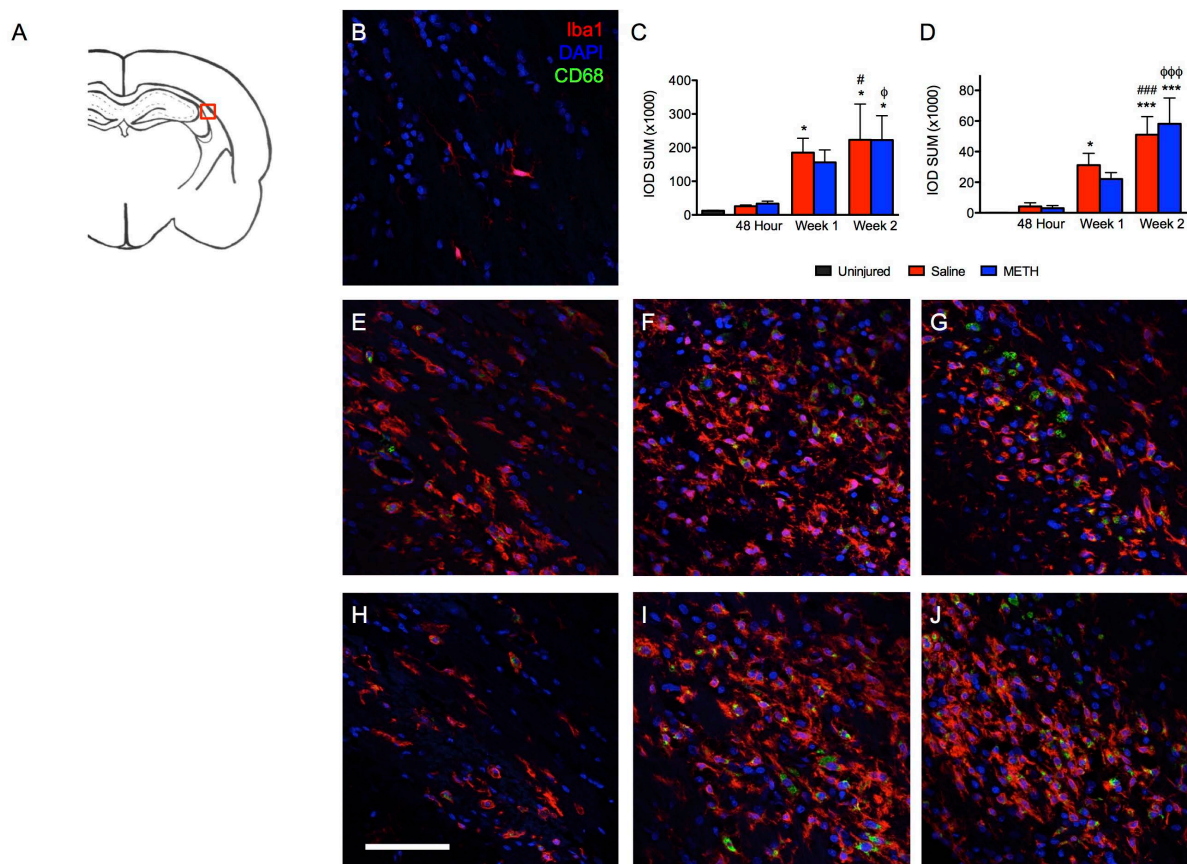 A
B
Iba1
DAPI
CD68
C
IOD SUM (x1000)
400
300
200
100
0
*
#
*
ϕ
*
48 Hour
Week 1
Week 2
D
IOD SUM (x1000)
80
60
40
20
0
*
###
***
ϕϕϕ
***
48 Hour
Week 1
Week 2
Uninjured
Saline
METH
E
F
G
H
I
J